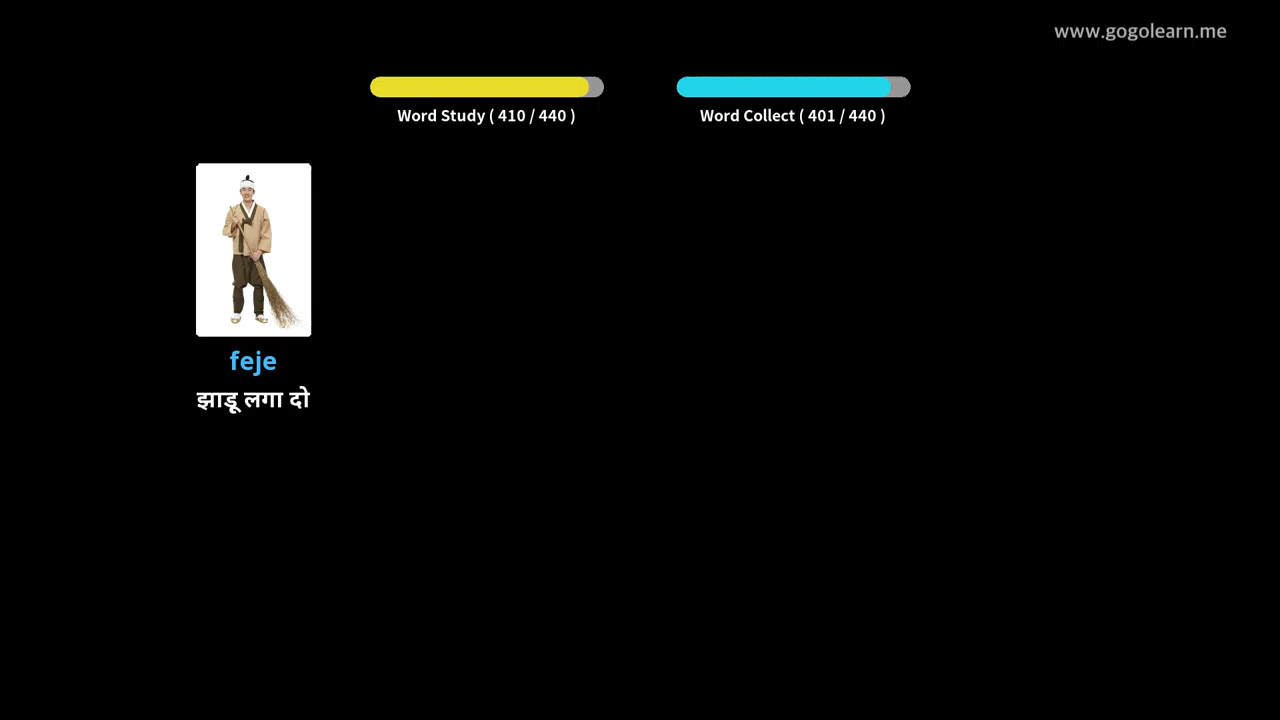 www.gogolearn.me
Word Study ( 410 / 440 )
Word Collect ( 401 / 440 )
feje
झाडू लगा दो